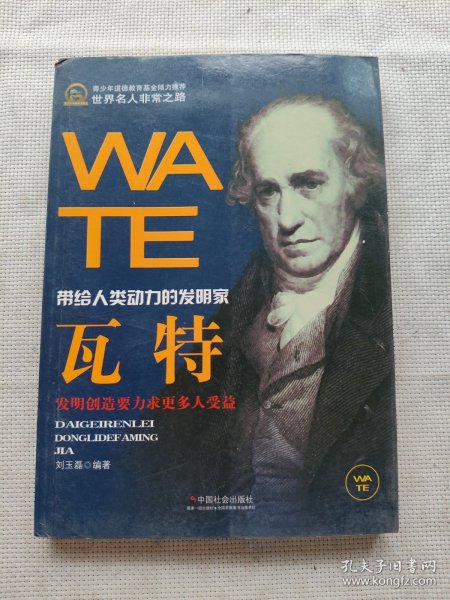 青少年道德教育基金倾力推荐
世界名人非常之路
WA
TE
带给人类动力的发明家
瓦特
发明创造要力求更多人受益
DAIGEIRENLEI
DONGLIDEFAMING
JIA
刘玉磊 编著
WA
TE
中国社会出版社
孔夫子旧书网
www.kongfz.com